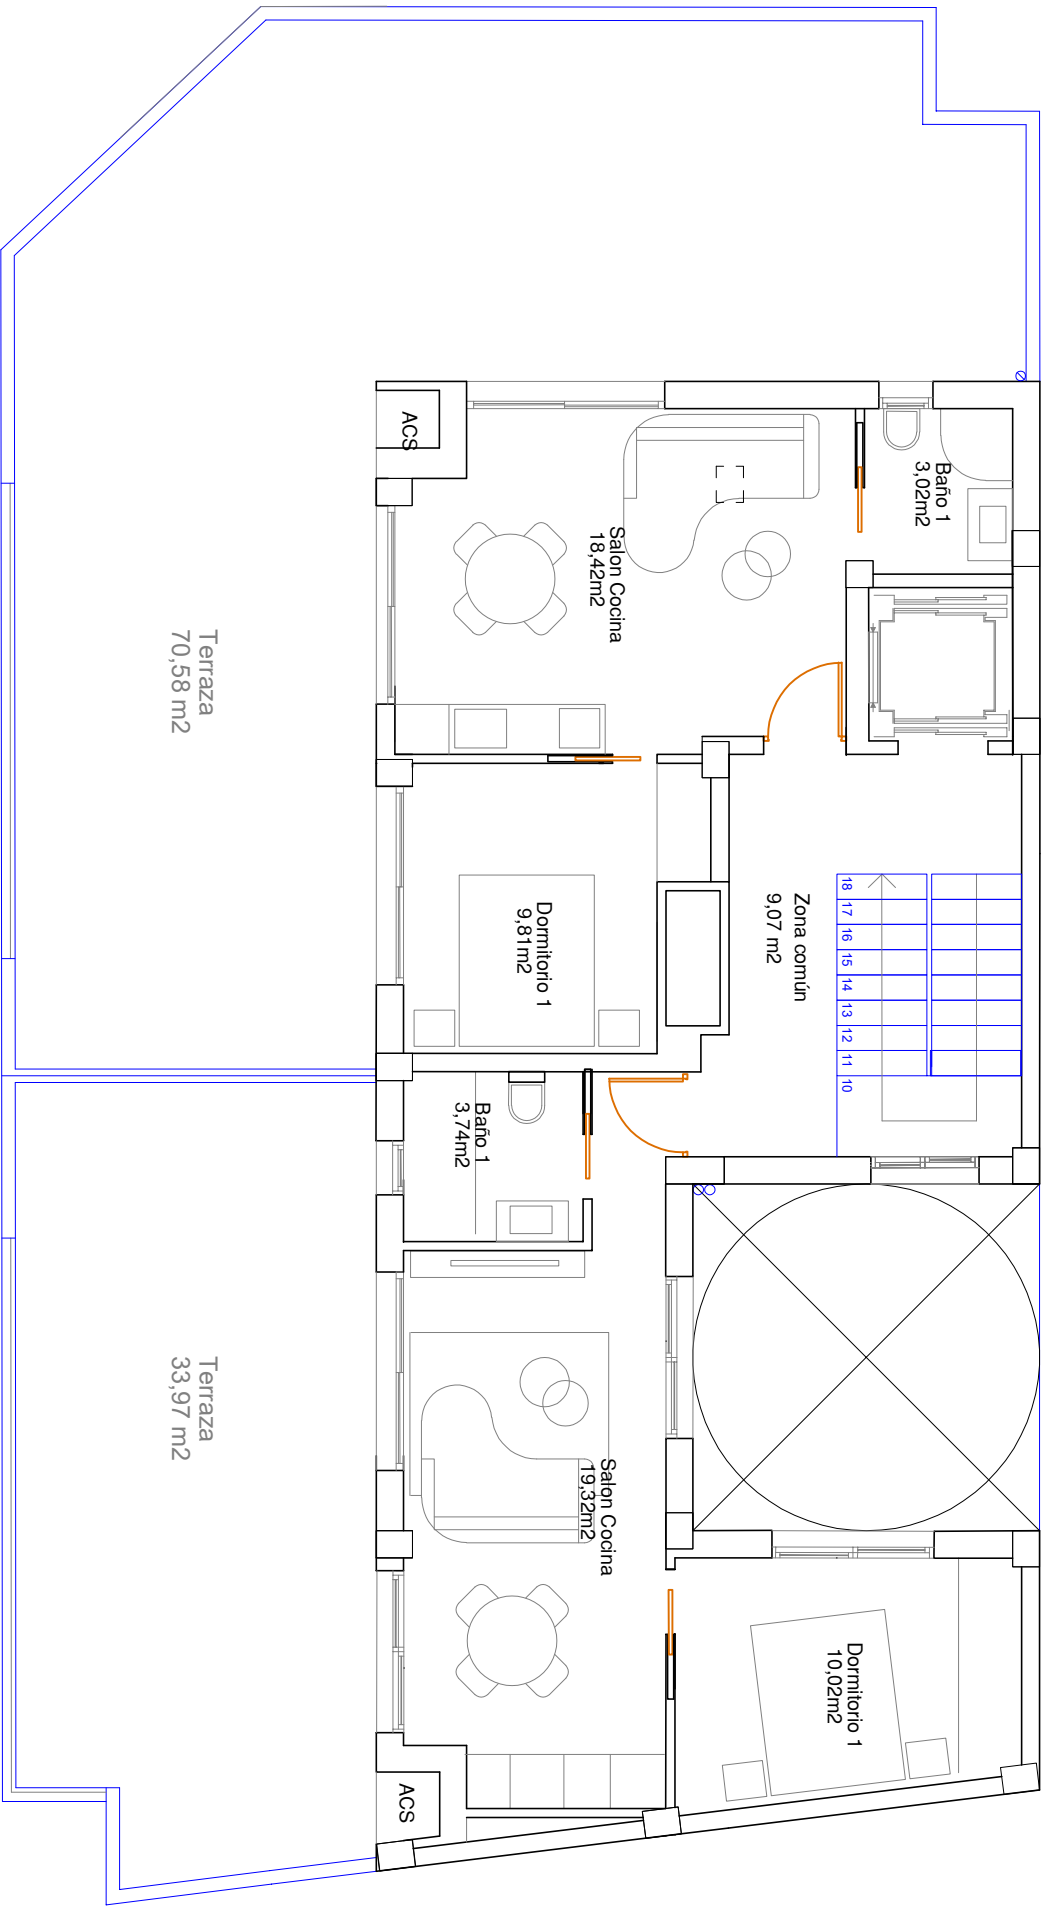 ACS
Baño 1
3,02m2
Salon Cocina
18,42m2
Terraza
70,58 m2
Dormitorio 1
9,81m2
Zona común
9,07 m2
18
17
16
15
14
13
12
11
10
Baño 1
3,74m2
Terraza
33,97 m2
Salon Cocina
19,32m2
Dormitorio 1
10,02m2
ACS